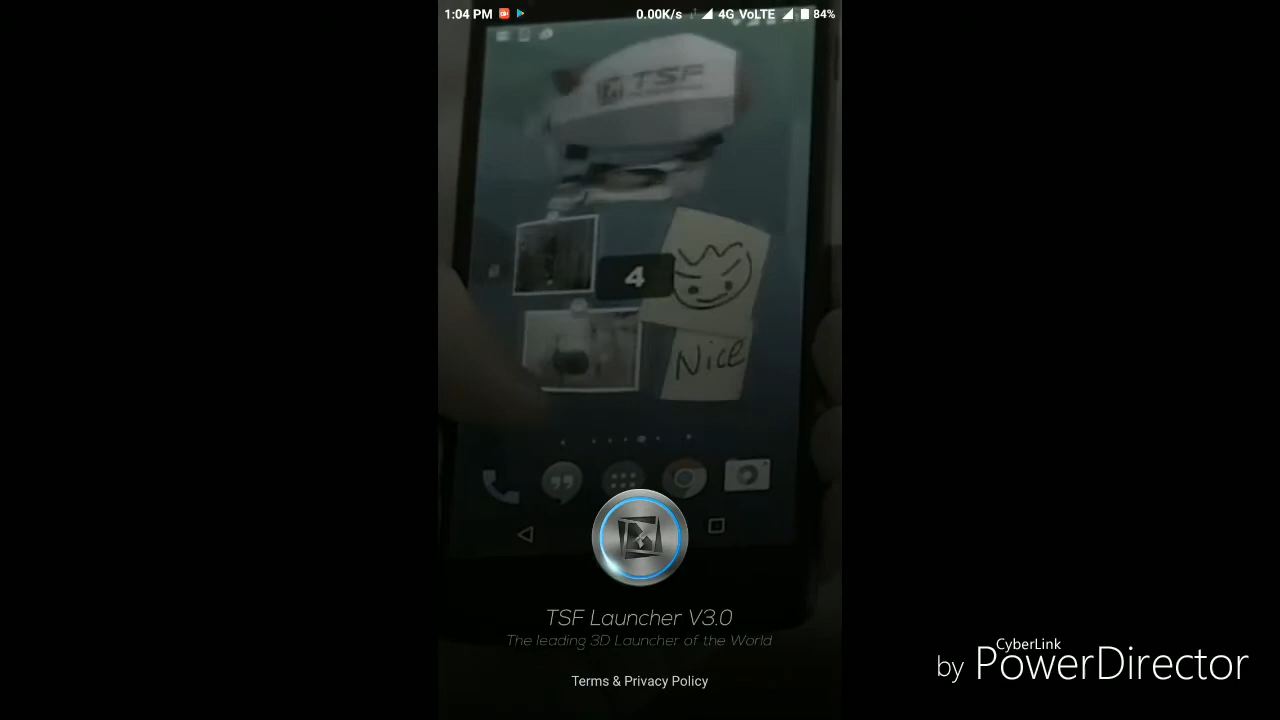 1:04 PM 0.00K/s 4G VoLTE 84%
TSF
4
Nice
TSF Launcher V3.0
The leading 3D Launcher of the World
Terms & Privacy Policy
CyberLink
by PowerDirector